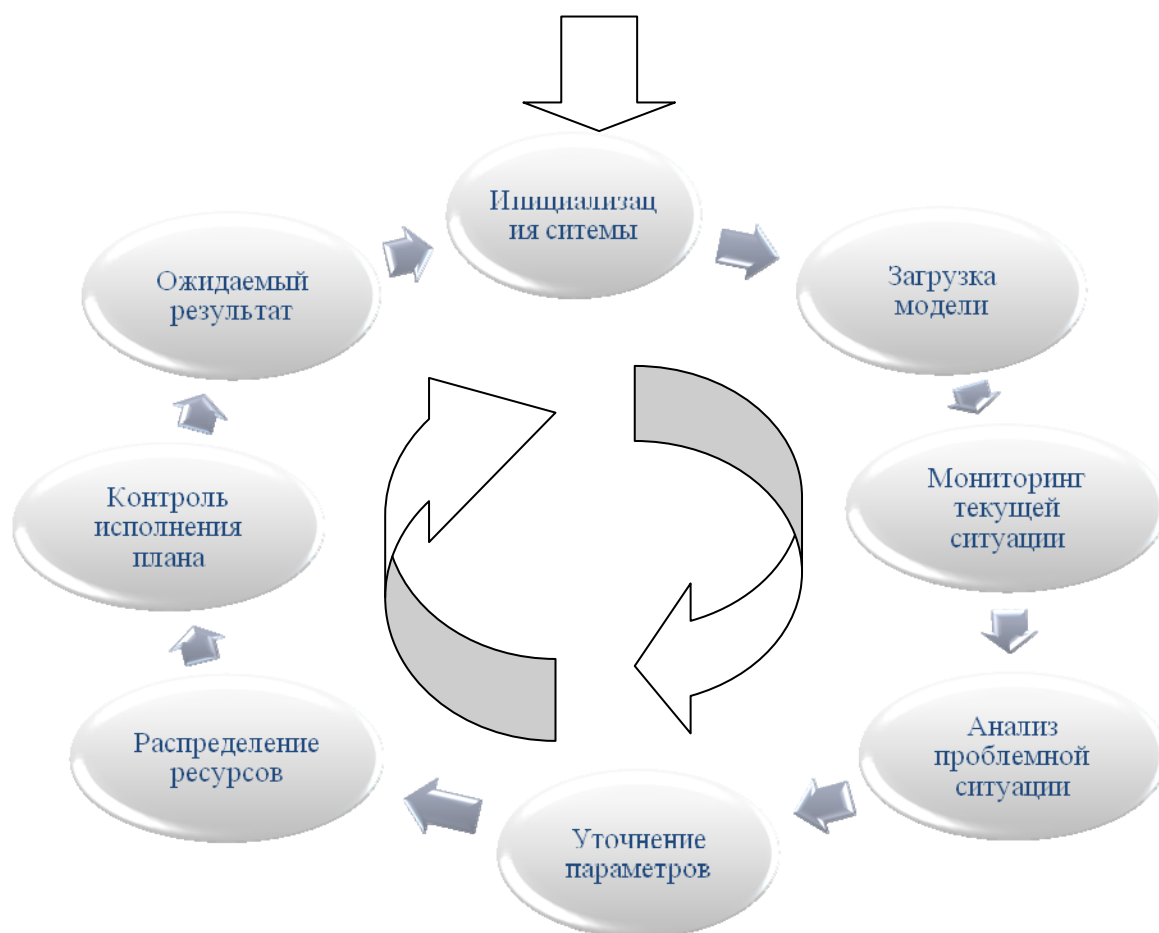 Инициализац
ия ситемы
Загрузка
модели
Мониторинг
текущей
ситуации
Анализ
проблемной
ситуации
Уточнение
параметров
Распределение
ресурсов
Контроль
исполнения
плана
Ожидаемый
результат